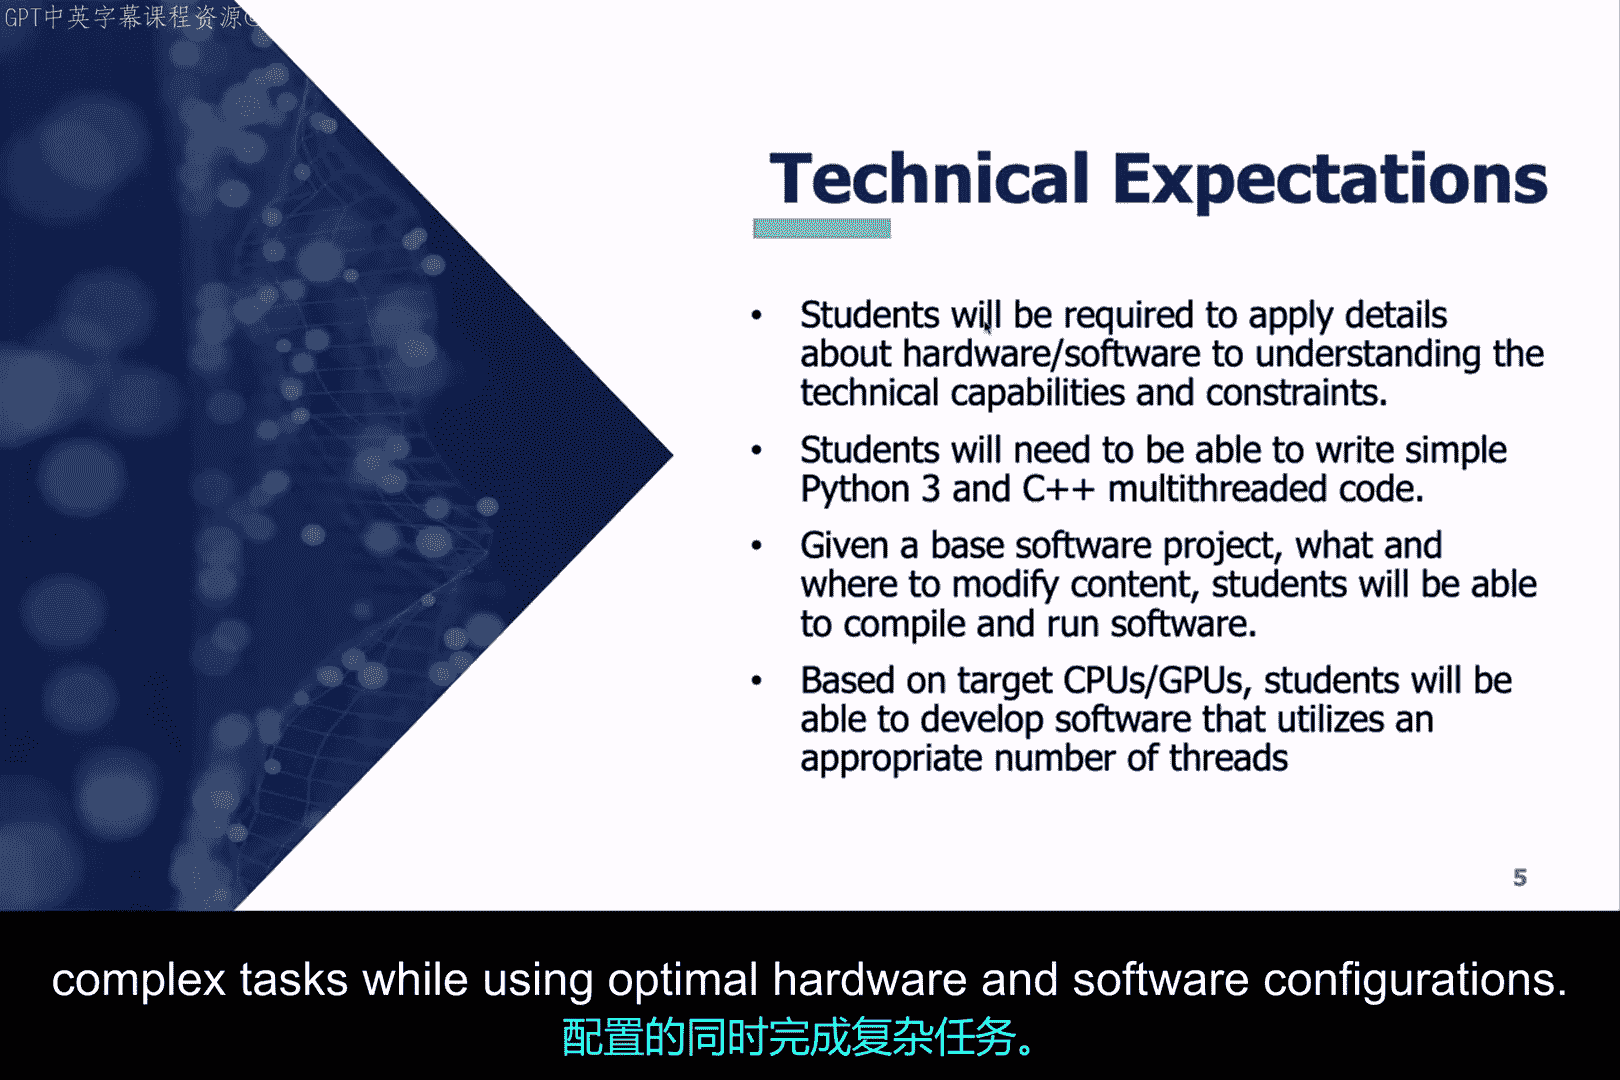 GPT中英字幕课程资源@
Technical Expectations
• Students will be required to apply details
about hardware/software to understanding the
technical capabilities and constraints.
• Students will need to be able to write simple
Python 3 and C++ multithreaded code.
• Given a base software project, what and
where to modify content, students will be able
to compile and run software.
• Based on target CPUs/GPUs, students will be
able to develop software that utilizes an
appropriate number of threads
5
complex tasks while using optimal hardware and software configurations.
配置的同时完成复杂任务。